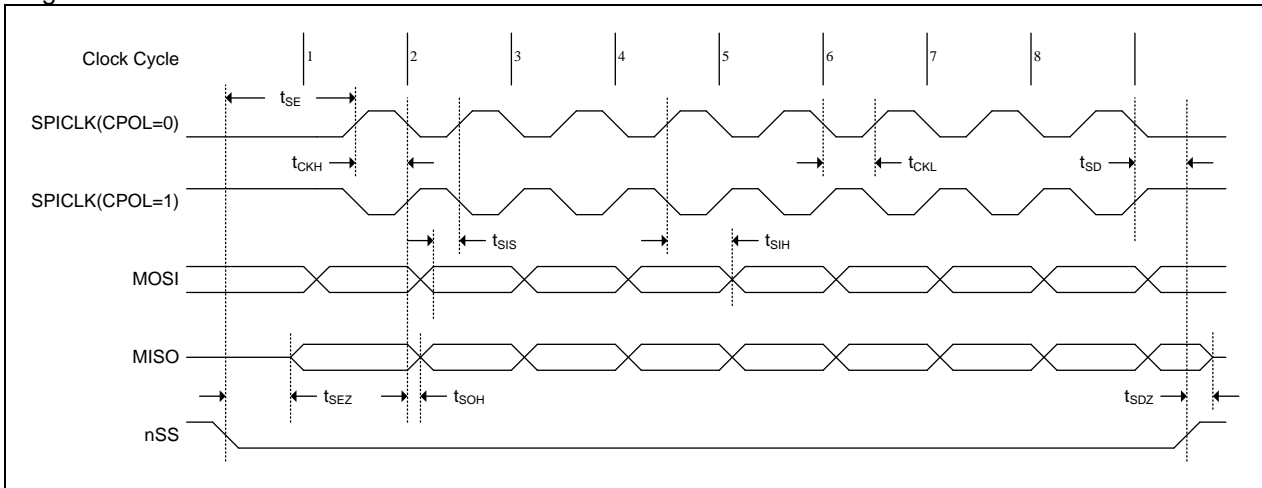 Clock Cycle
1 2 3 4 5 6 7 8
tSE
SPICLK(CPOL=0)
tCKH tCKL tSD
SPICLK(CPOL=1)
tSIS tSIH
MOSI
MISO
tSEZ tSOH tSDZ
nSS